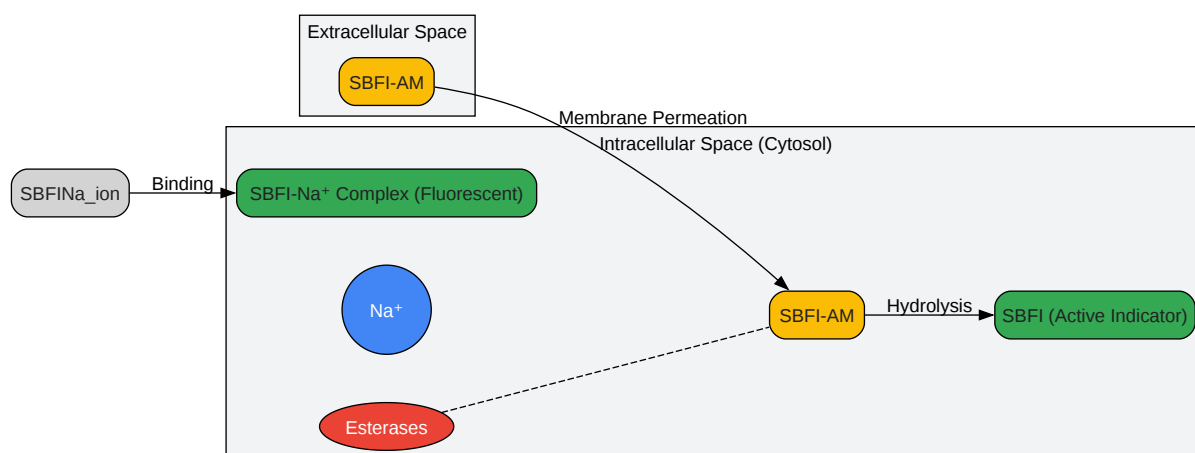 Extracellular Space
SBFI-AM
Membrane Permeation
Intracellular Space (Cytosol)
SBFINa_ion
Binding
SBFI-Na⁺ Complex (Fluorescent)
Na⁺
SBFI-AM
Hydrolysis
SBFI (Active Indicator)
Esterases